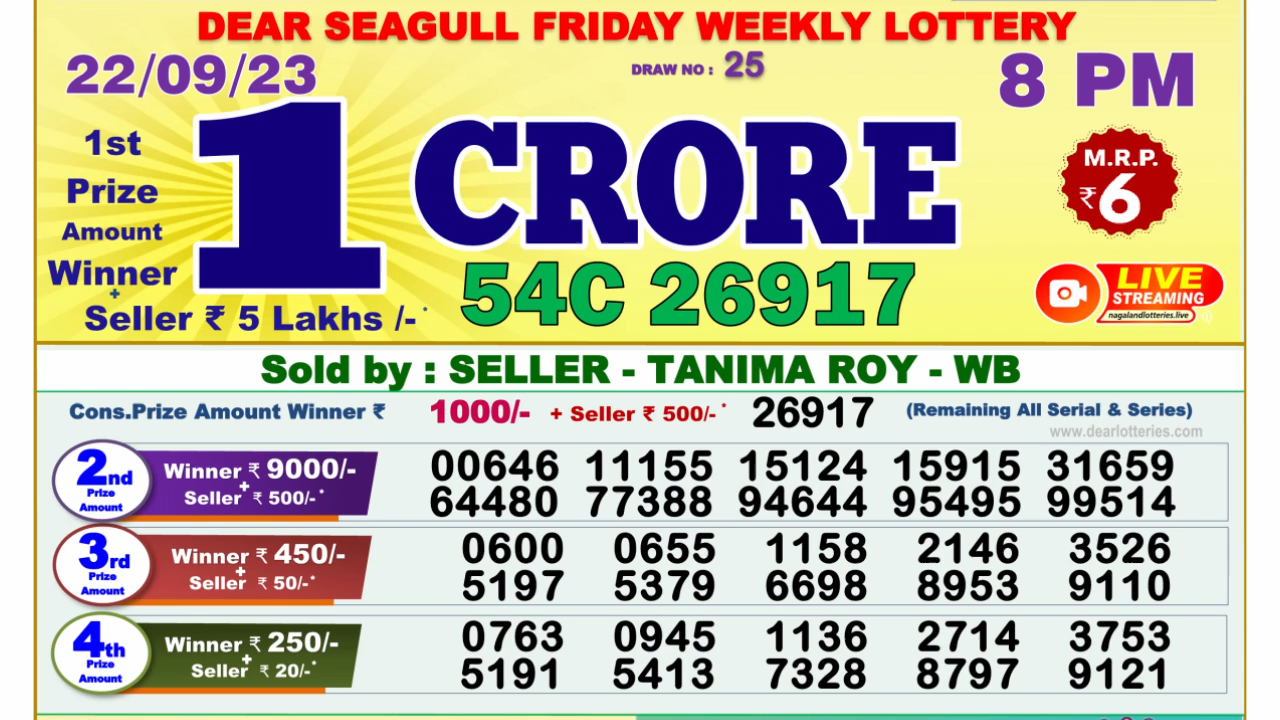 DEAR SEAGULL FRIDAY WEEKLY LOTTERY
22/09/23
DRAW NO : 25
8 PM
1st
Prize
Amount
Winner
+
Seller ₹ 5 Lakhs /-*
1 CRORE
54C 26917
M.R.P.
₹6
LIVE
STREAMING
nagalandlotteries.live
Sold by : SELLER - TANIMA ROY - WB
Cons.Prize Amount Winner ₹ 1000/- + Seller ₹ 500/-* 26917 (Remaining All Serial & Series)
www.dearlotteries.com
2nd
Prize
Amount
Winner ₹ 9000/-
+
Seller ₹ 500/-*
00646 11155 15124 15915 31659
64480 77388 94644 95495 99514
3rd
Prize
Amount
Winner ₹ 450/-
+
Seller ₹ 50/-*
0600 0655 1158 2146 3526
5197 5379 6698 8953 9110
4th
Prize
Amount
Winner ₹ 250/-
+
Seller ₹ 20/-*
0763 0945 1136 2714 3753
5191 5413 7328 8797 9121